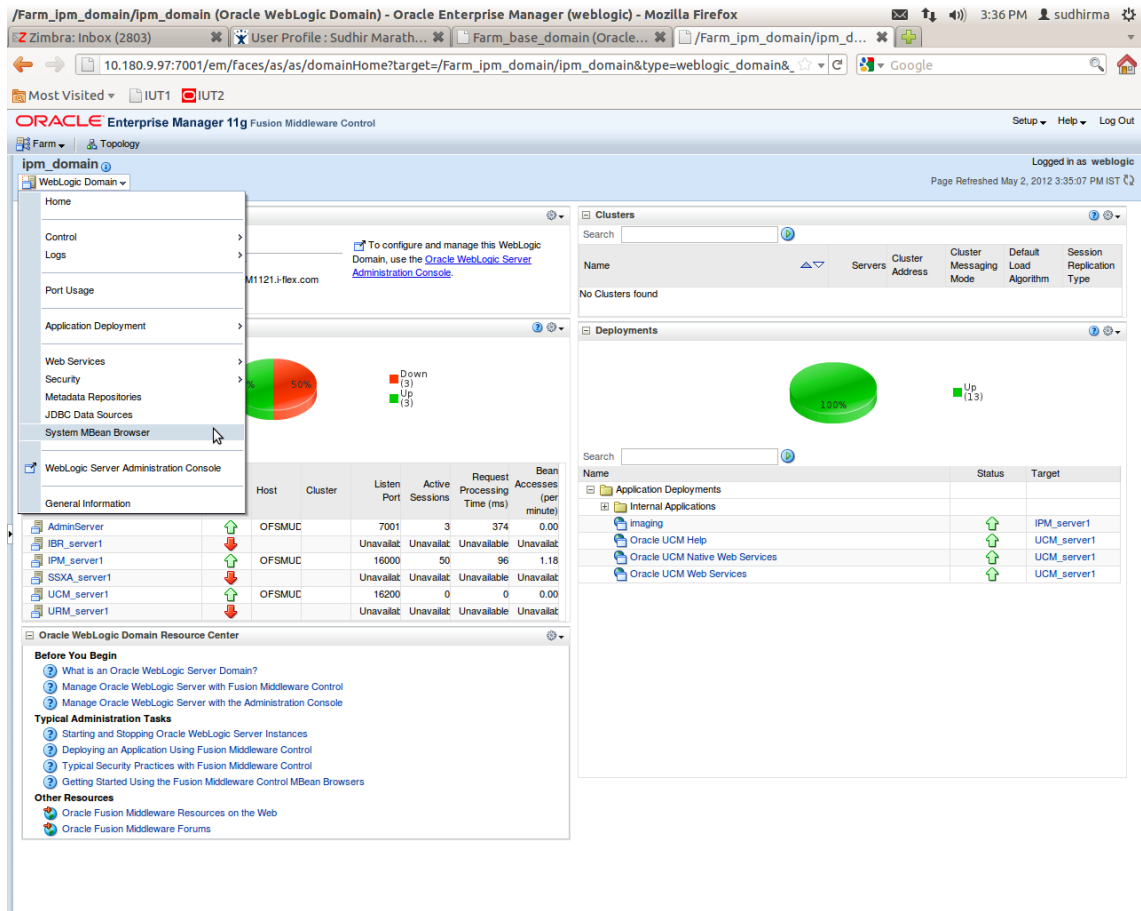 /Farm_ipm_domain/ipm_domain (Oracle WebLogic Domain) - Oracle Enterprise Manager (weblogic) - Mozilla Firefox
3:36 PM sudhirma
Zimbra: Inbox (2803)
User Profile : Sudhir Marath...
Farm_base_domain (Oracle...
/Farm_ipm_domain/ipm_d...
10.180.9.97:7001/em/faces/as/as/domainHome?target=/Farm_ipm_domain/ipm_domain&type=weblogic_domain&_
Google
Most Visited IUT1 IUT2
ORACLE Enterprise Manager 11g Fusion Middleware Control
Setup Help Log Out
Farm Topology
ipm_domain
Logged in as weblogic
WebLogic Domain
Page Refreshed May 2, 2012 3:35:07 PM IST
Home
Control
Logs
Port Usage
Application Deployment
Web Services
Security
Metadata Repositories
JDBC Data Sources
System MBean Browser
WebLogic Server Administration Console
General Information
To configure and manage this WebLogic
Domain, use the Oracle WebLogic Server
Administration Console.
M1121.i-flex.com
Clusters
Search
Name Servers Cluster Address Cluster Messaging Mode Default Load Algorithm Session Replication Type
No Clusters found
% 50%
Down
(3)
Up
(3)
Deployments
100%
Up
(13)
Search
Name Status Target
Application Deployments
Internal Applications
imaging IPM_server1
Oracle UCM Help UCM_server1
Oracle UCM Native Web Services UCM_server1
Oracle UCM Web Services UCM_server1
Host Cluster Listen Port Active Sessions Request Processing Time (ms) Bean Accesses (per minute)
AdminServer OFSMUD 7001 3 374 0.00
IBR_server1 Unavailab Unavailab Unavailable Unavailab
IPM_server1 OFSMUD 16000 50 96 1.18
SSXA_server1 Unavailab Unavailab Unavailable Unavailab
UCM_server1 OFSMUD 16200 0 0 0.00
URM_server1 Unavailab Unavailab Unavailable Unavailab
Oracle WebLogic Domain Resource Center
Before You Begin
What is an Oracle WebLogic Server Domain?
Manage Oracle WebLogic Server with Fusion Middleware Control
Manage Oracle WebLogic Server with the Administration Console
Typical Administration Tasks
Starting and Stopping Oracle WebLogic Server Instances
Deploying an Application Using Fusion Middleware Control
Typical Security Practices with Fusion Middleware Control
Getting Started Using the Fusion Middleware Control MBean Browsers
Other Resources
Oracle Fusion Middleware Resources on the Web
Oracle Fusion Middleware Forums